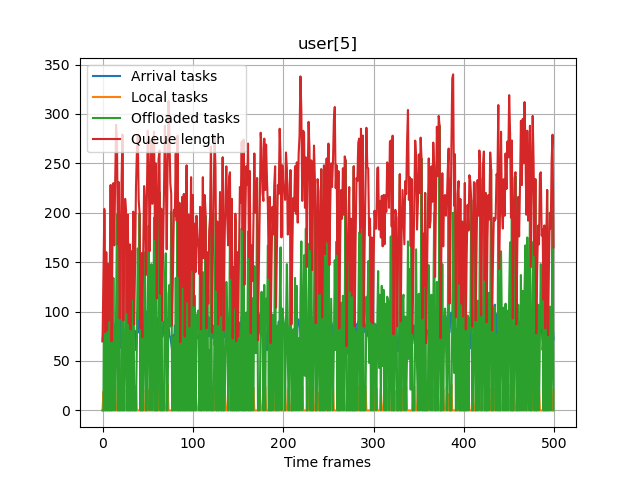 user[5]
Arrival tasks
Local tasks
Offloaded tasks
Queue length
350
300
250
200
150
100
50
0
0 100 200 300 400 500
Time frames